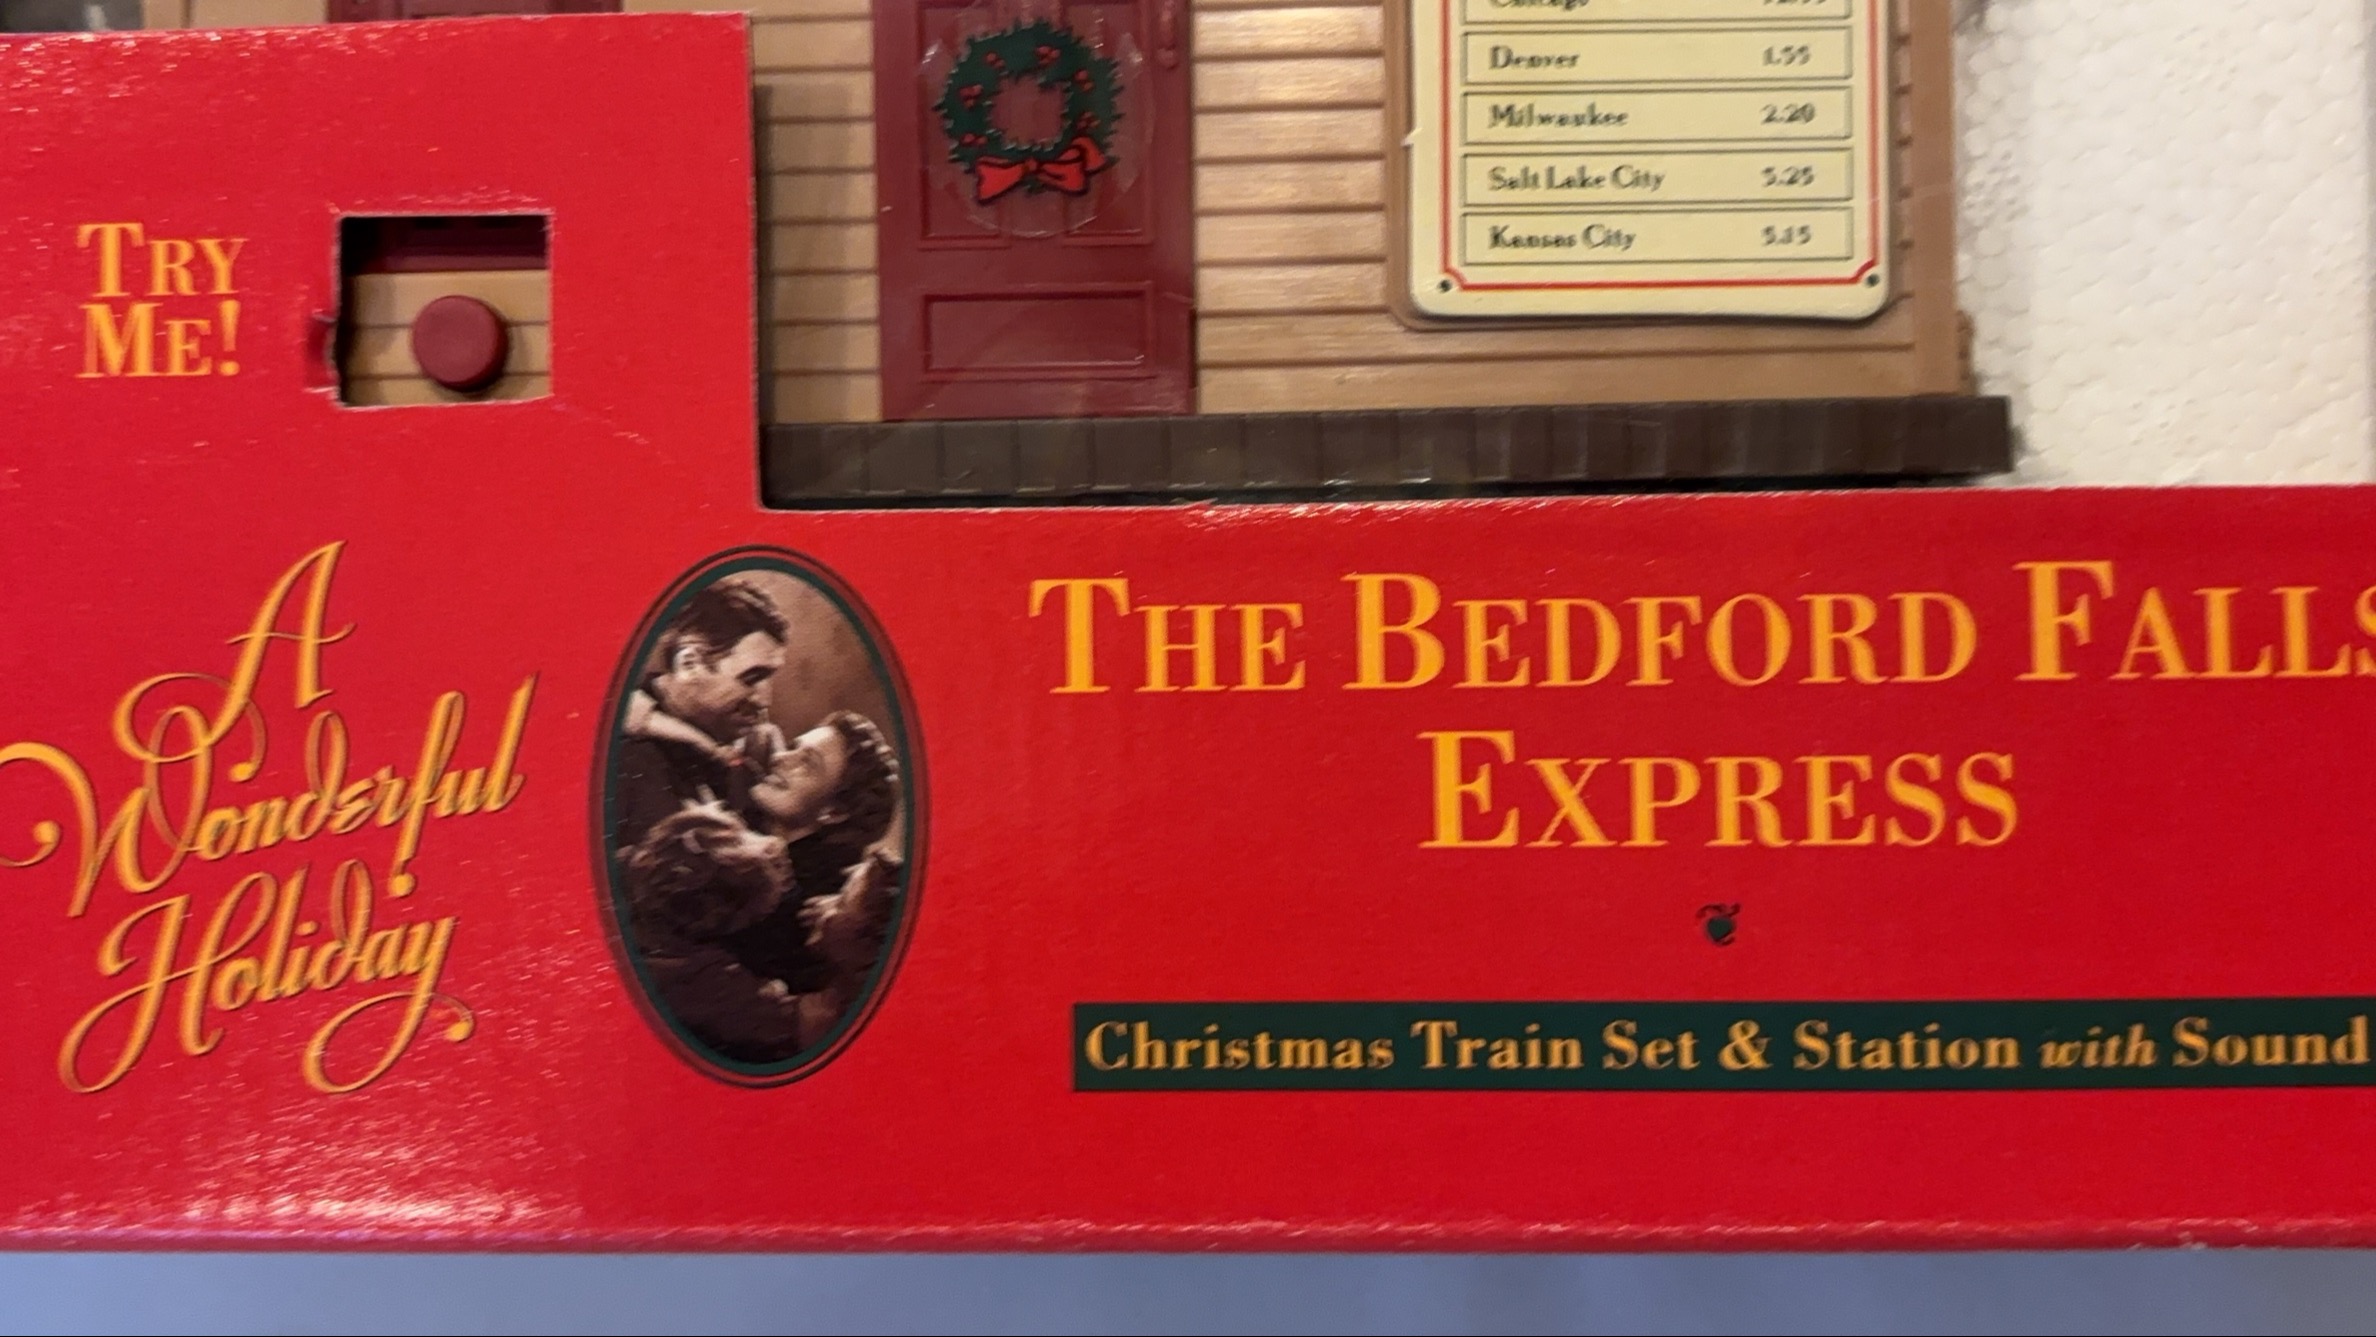 Chicago
Denver 1.55
Milwaukee 2.20
Salt Lake City 5.25
Kansas City 5.15
TRY
ME!
A
Wonderful
Holiday
THE BEDFORD FALLS
EXPRESS
Christmas Train Set & Station with Sound